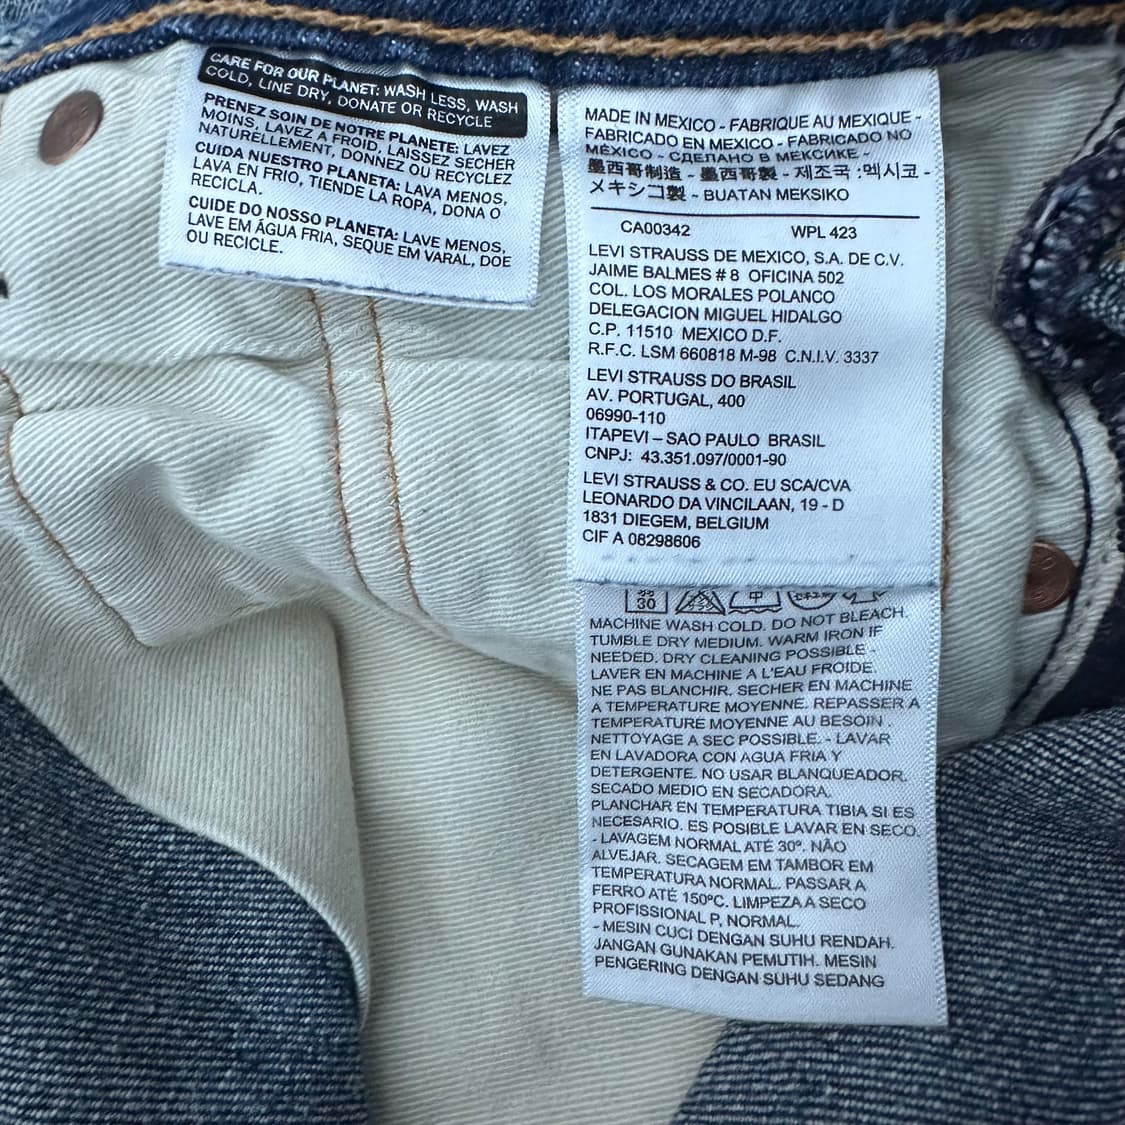 CARE FOR OUR PLANET: WASH LESS, WASH
COLD, LINE DRY, DONATE OR RECYCLE
PRENEZ SOIN DE NOTRE PLANETE: LAVEZ
MOINS, LAVEZ A FROID, LAISSEZ SECHER
NATURELLEMENT, DONNEZ OU RECYCLEZ
CUIDA NUESTRO PLANETA: LAVA MENOS,
LAVA EN FRIO, TIENDE LA ROPA, DONA O
RECICLA.
CUIDE DO NOSSO PLANETA: LAVE MENOS,
LAVE EM ÁGUA FRIA, SEQUE EM VARAL, DOE
OU RECICLE.
MADE IN MEXICO - FABRIQUE AU MEXIQUE -
FABRICADO EN MEXICO - FABRICADO NO
MÉXICO - СДЕЛАНО В МЕКСИКЕ -
墨西哥制造 - 墨西哥製 - 제조국 :멕시코 -
メキシコ製 - BUATAN MEKSIKO
CA00342 WPL 423
LEVI STRAUSS DE MEXICO, S.A. DE C.V.
JAIME BALMES # 8 OFICINA 502
COL. LOS MORALES POLANCO
DELEGACION MIGUEL HIDALGO
C.P. 11510 MEXICO D.F.
R.F.C. LSM 660818 M-98 C.N.I.V. 3337
LEVI STRAUSS DO BRASIL
AV. PORTUGAL, 400
06990-110
ITAPEVI – SAO PAULO BRASIL
CNPJ: 43.351.097/0001-90
LEVI STRAUSS & CO. EU SCA/CVA
LEONARDO DA VINCILAAN, 19 - D
1831 DIEGEM, BELGIUM
CIF A 08298606
30
MACHINE WASH COLD. DO NOT BLEACH.
TUMBLE DRY MEDIUM. WARM IRON IF
NEEDED. DRY CLEANING POSSIBLE -
LAVER EN MACHINE A L'EAU FROIDE.
NE PAS BLANCHIR. SECHER EN MACHINE
A TEMPERATURE MOYENNE. REPASSER A
TEMPERATURE MOYENNE AU BESOIN .
NETTOYAGE A SEC POSSIBLE. - LAVAR
EN LAVADORA CON AGUA FRIA Y
DETERGENTE. NO USAR BLANQUEADOR.
SECADO MEDIO EN SECADORA.
PLANCHAR EN TEMPERATURA TIBIA SI ES
NECESARIO. ES POSIBLE LAVAR EN SECO.
- LAVAGEM NORMAL ATÉ 30º. NÃO
ALVEJAR. SECAGEM EM TAMBOR EM
TEMPERATURA NORMAL. PASSAR A
FERRO ATÉ 150ºC. LIMPEZA A SECO
PROFISSIONAL P, NORMAL.
- MESIN CUCI DENGAN SUHU RENDAH.
JANGAN GUNAKAN PEMUTIH. MESIN
PENGERING DENGAN SUHU SEDANG